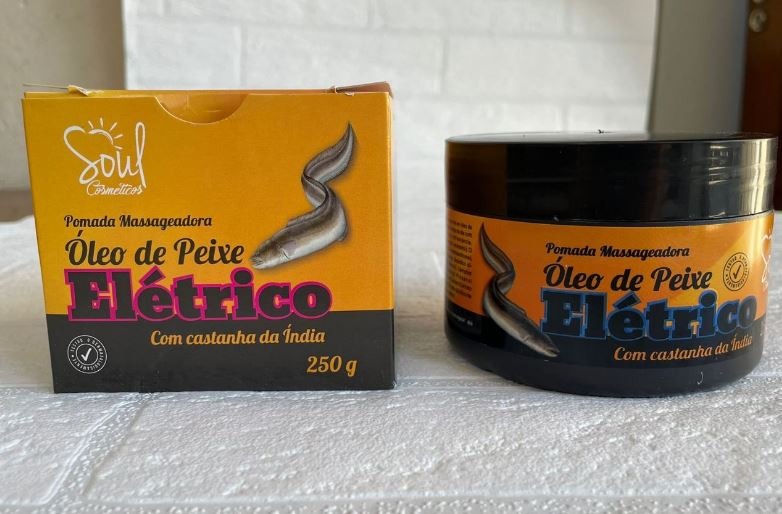 Soul
Cosméticos
Pomada Massageadora
Óleo de Peixe
Elétrico
Com castanha da Índia
250 g
Pomada Massageadora
Óleo de Peixe
Elétrico
Com castanha da Índia